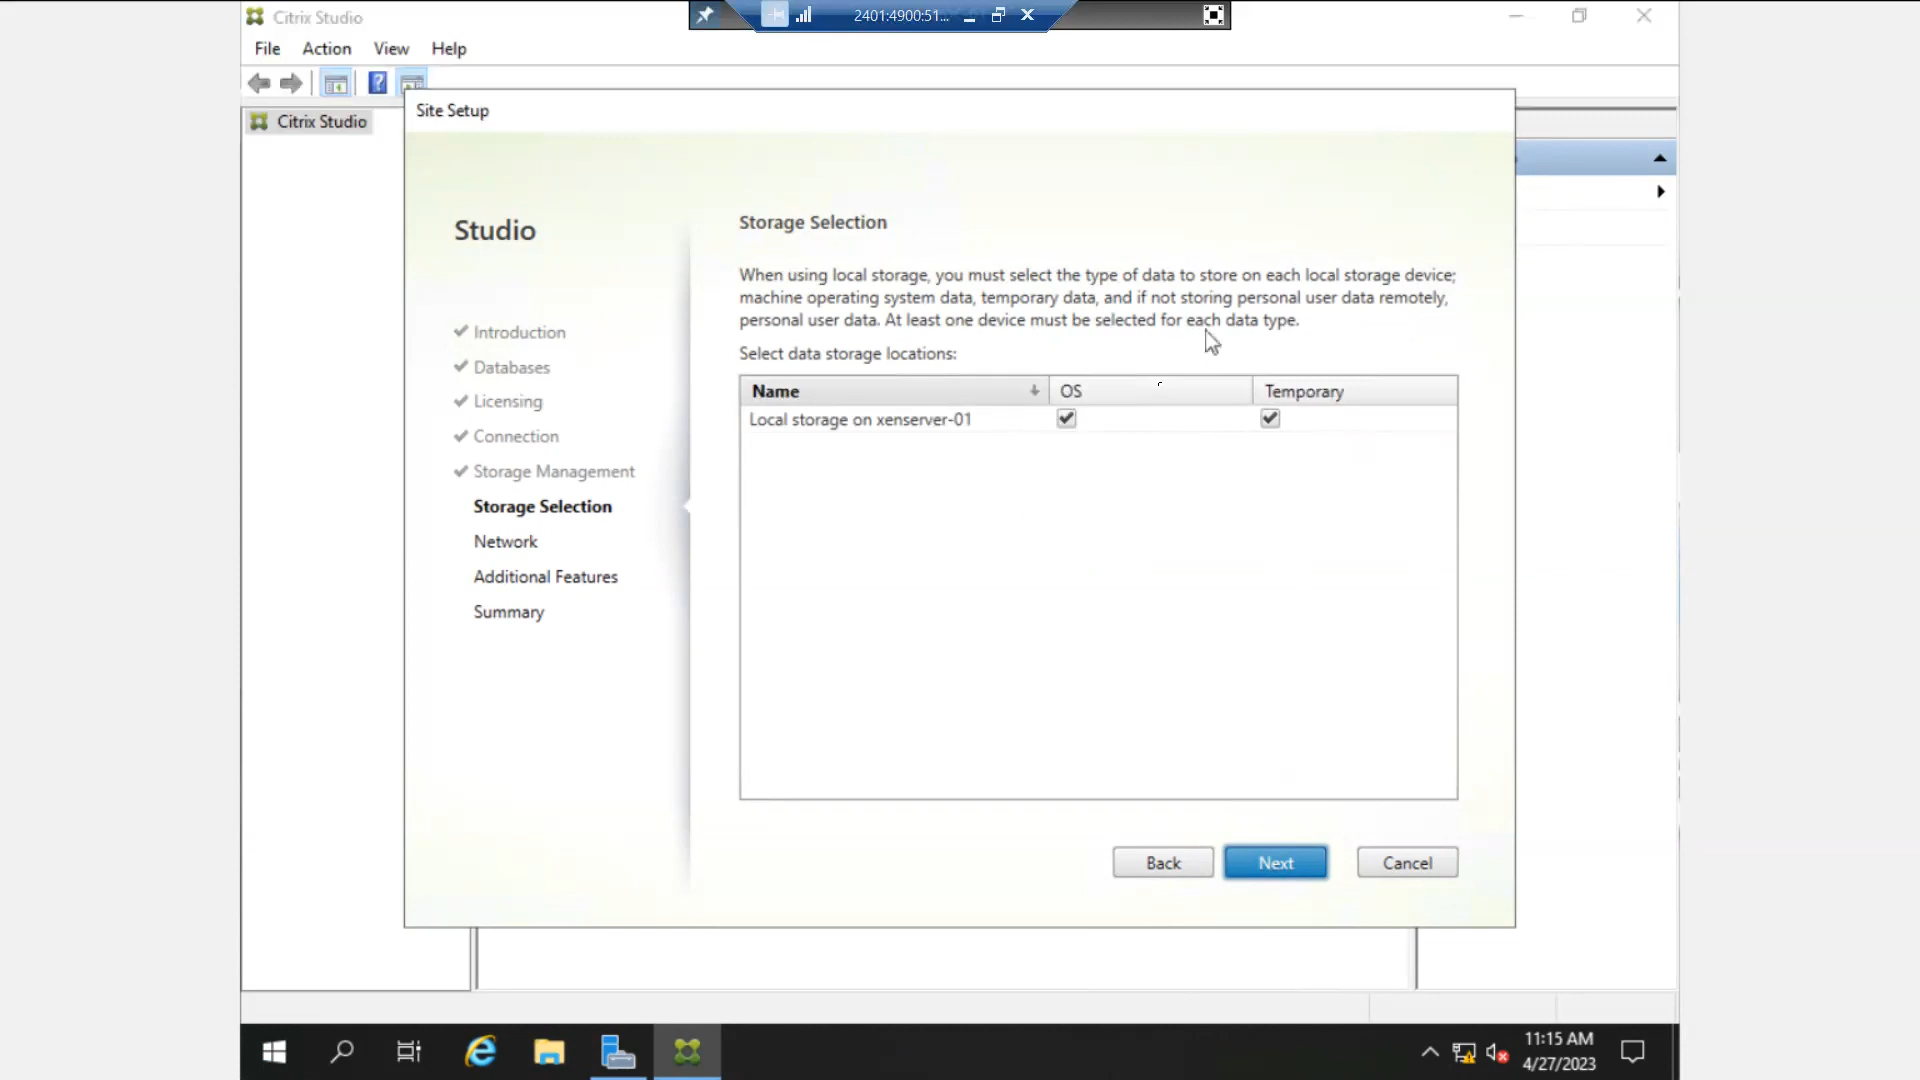 Citrix Studio
2401:4900:51...
File Action View Help
Citrix Studio
Site Setup
Studio
Introduction
Databases
Licensing
Connection
Storage Management
Storage Selection
Network
Additional Features
Summary
Storage Selection
When using local storage, you must select the type of data to store on each local storage device;
machine operating system data, temporary data, and if not storing personal user data remotely,
personal user data. At least one device must be selected for each data type.
Select data storage locations:
Name OS Temporary
Local storage on xenserver-01
Back Next Cancel
11:15 AM
4/27/2023